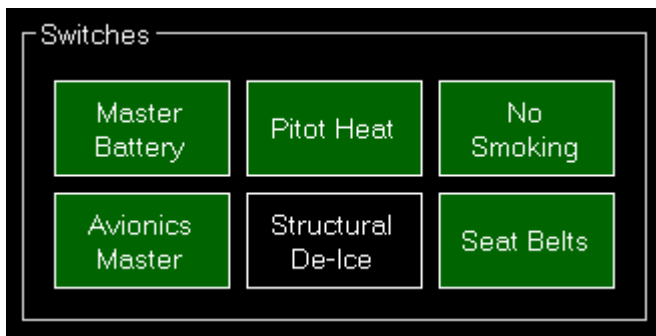 Switches
Master
Battery
Pitot Heat
No
Smoking
Avionics
Master
Structural
De-Ice
Seat Belts